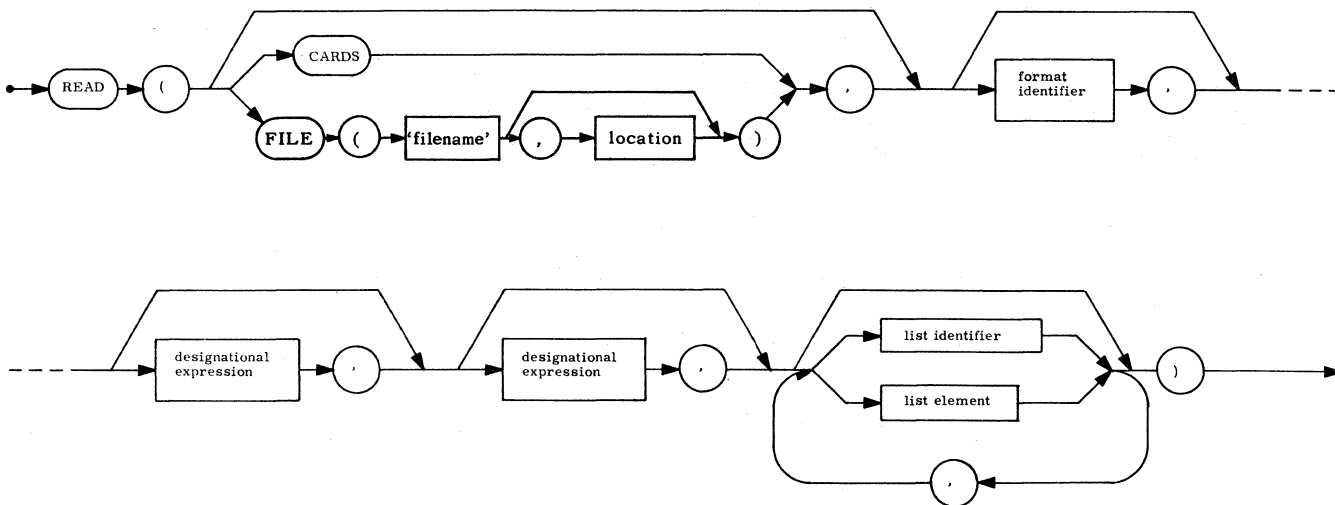 READ ( CARDS , format identifier ,
FILE ( 'filename' , location )
designational expression , designational expression , list identifier )
list element
,